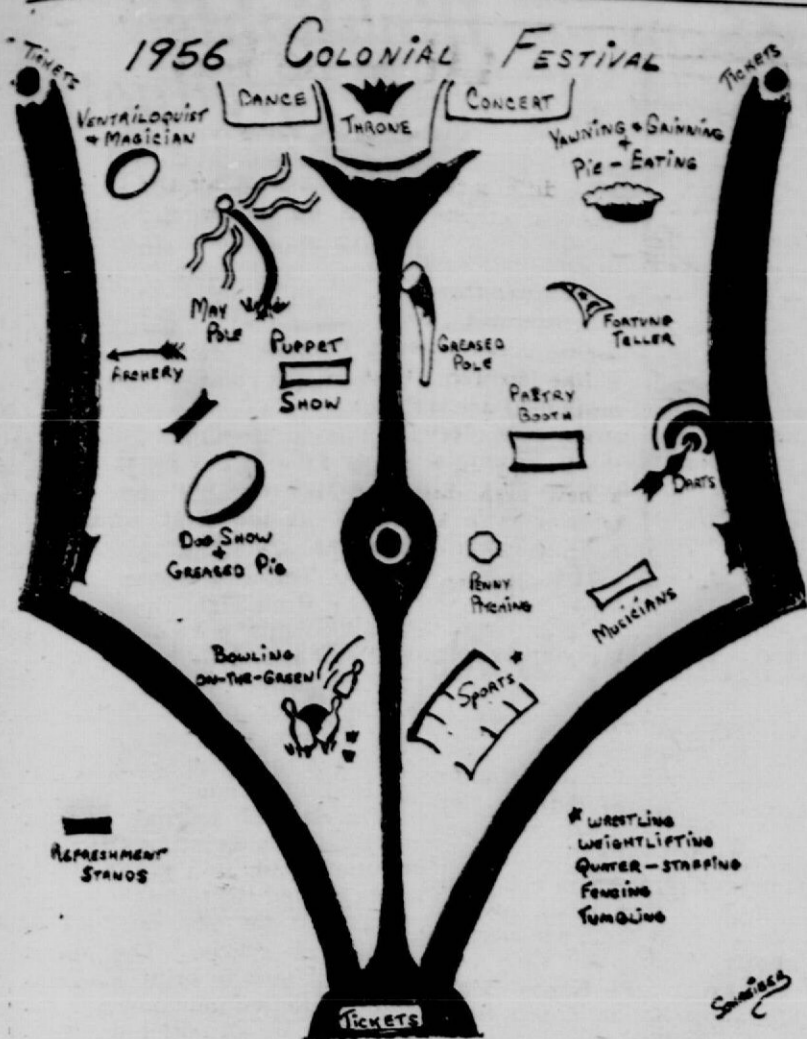 1956 COLONIAL FESTIVAL
TICKETS
TICKETS
DANCE
THRONE
CONCERT
VENTRILOQUIST
+ MAGICIAN
YAWNING + GRINNING
+
PIE-EATING
MAY
POLE
GREASED
POLE
FORTUNE
TELLER
ARCHERY
PUPPET
SHOW
PASTRY
BOOTH
DARTS
DOG SHOW
+
GREASED PIG
PENNY
PITCHING
MUSICIANS
BOWLING
ON-THE-GREEN
SPORTS *
REFRESHMENT
STANDS
* WRESTLING
WEIGHTLIFTING
QUATER-STAFFING
FENCING
TUMBLING
SCHREIBER
TICKETS